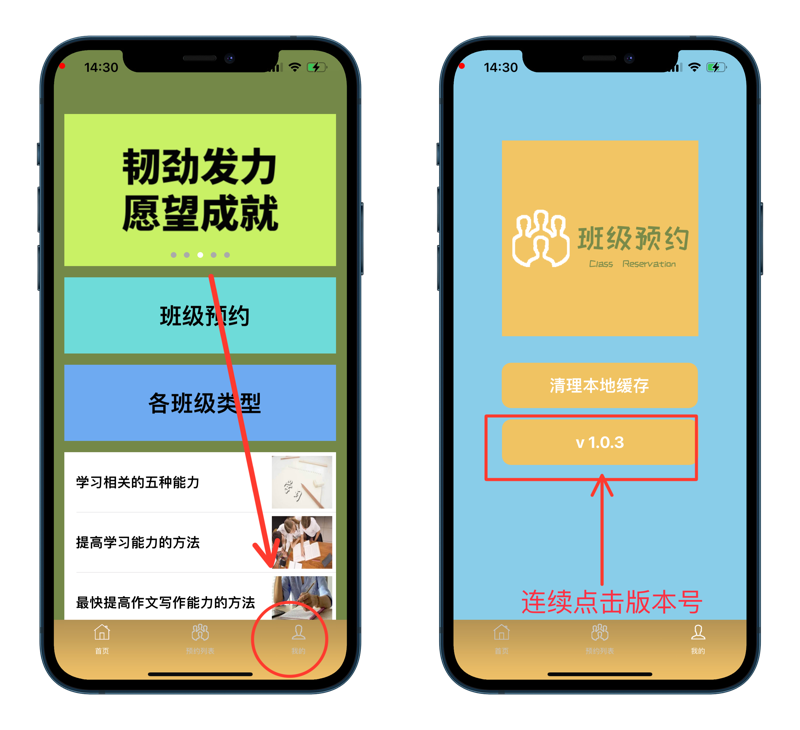 14:30
韧劲发力
愿望成就
班级预约
各班级类型
学习相关的五种能力
学习
提高学习能力的方法
最快提高作文写作能力的方法
首页
预约列表
我的
14:30
班级预约
Class Reservation
清理本地缓存
v 1.0.3
连续点击版本号
首页
预约列表
我的